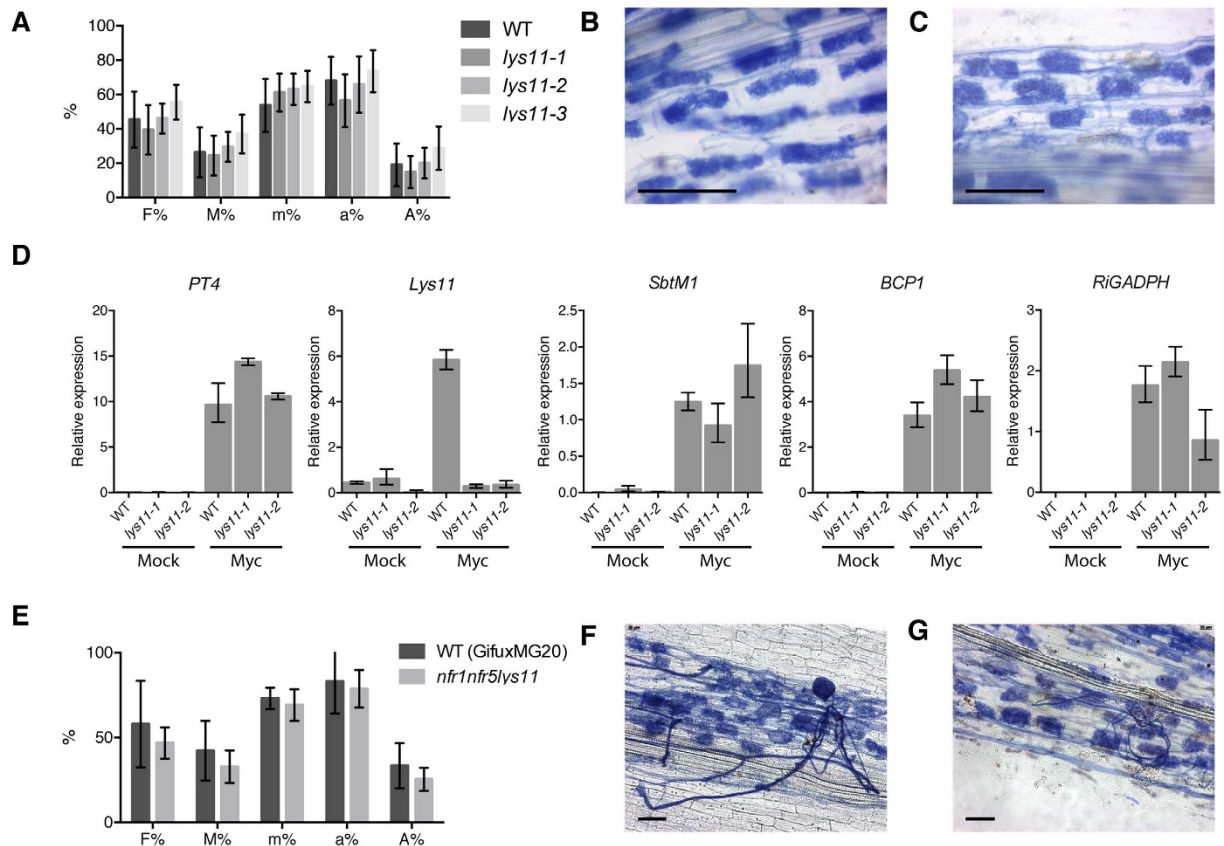 A
100
80
60
40
20
0
%
F% M% m% a% A%
WT
lys11-1
lys11-2
lys11-3
B
C
D
PT4
Relative expression
20
15
10
5
0
WT lys11-1 lys11-2 WT lys11-1 lys11-2
Mock Myc
Lys11
Relative expression
8
6
4
2
0
WT lys11-1 lys11-2 WT lys11-1 lys11-2
Mock Myc
SbtM1
Relative expression
2.5
2.0
1.5
1.0
0.5
0.0
WT lys11-1 lys11-2 WT lys11-1 lys11-2
Mock Myc
BCP1
Relative expression
8
6
4
2
0
WT lys11-1 lys11-2 WT lys11-1 lys11-2
Mock Myc
RiGADPH
Relative expression
3
2
1
0
WT lys11-1 lys11-2 WT lys11-1 lys11-2
Mock Myc
E
100
50
0
%
F% M% m% a% A%
WT (GifuxMG20)
nfr1nfr5lys11
F
G